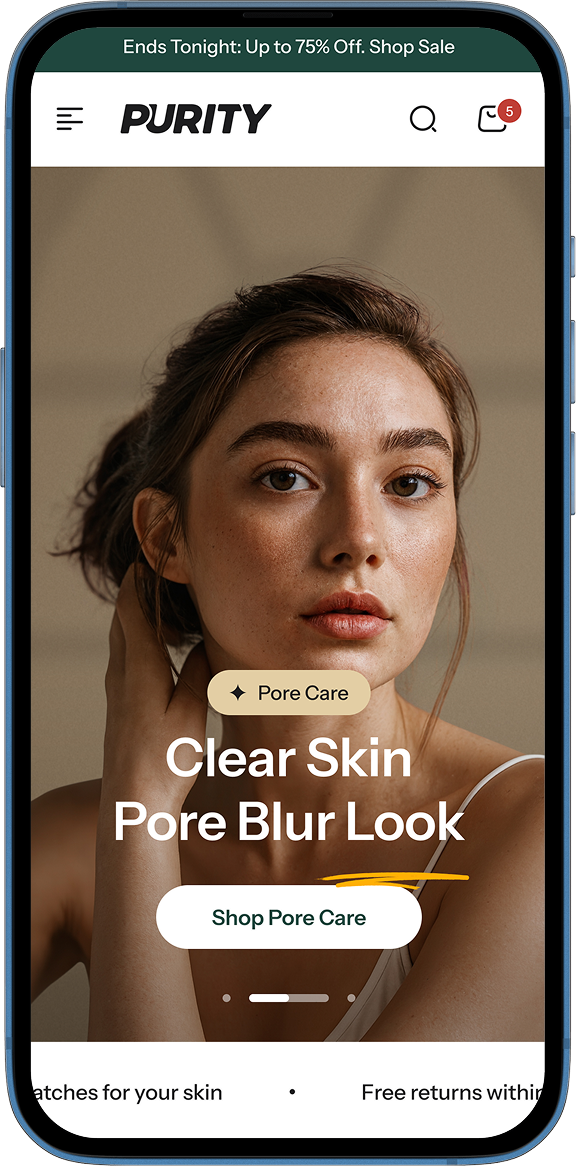 Ends Tonight: Up to 75% Off. Shop Sale
PURITY
5
Pore Care
Clear Skin
Pore Blur Look
Shop Pore Care
atches for your skin • Free returns within